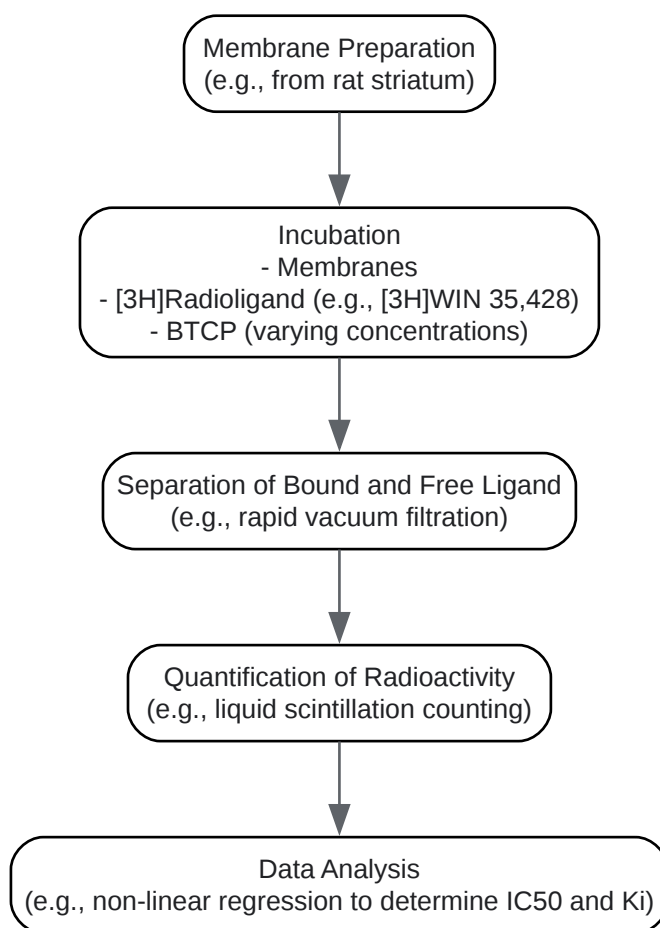 Membrane Preparation
(e.g., from rat striatum)
Incubation
- Membranes
- [3H]Radioligand (e.g., [3H]WIN 35,428)
- BTCP (varying concentrations)
Separation of Bound and Free Ligand
(e.g., rapid vacuum filtration)
Quantification of Radioactivity
(e.g., liquid scintillation counting)
Data Analysis
(e.g., non-linear regression to determine IC50 and Ki)